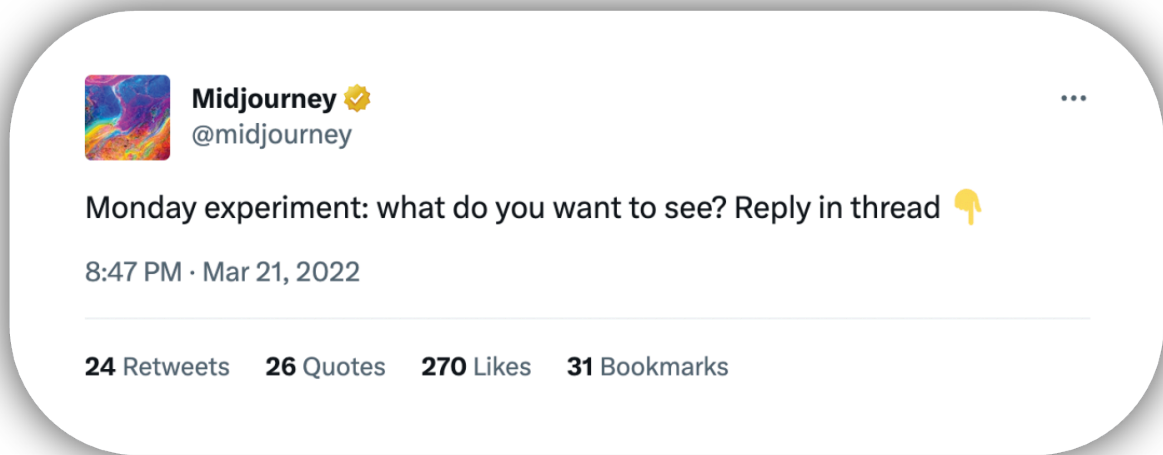 Midjourney
@midjourney
Monday experiment: what do you want to see? Reply in thread 👇
8:47 PM · Mar 21, 2022
24 Retweets 26 Quotes 270 Likes 31 Bookmarks